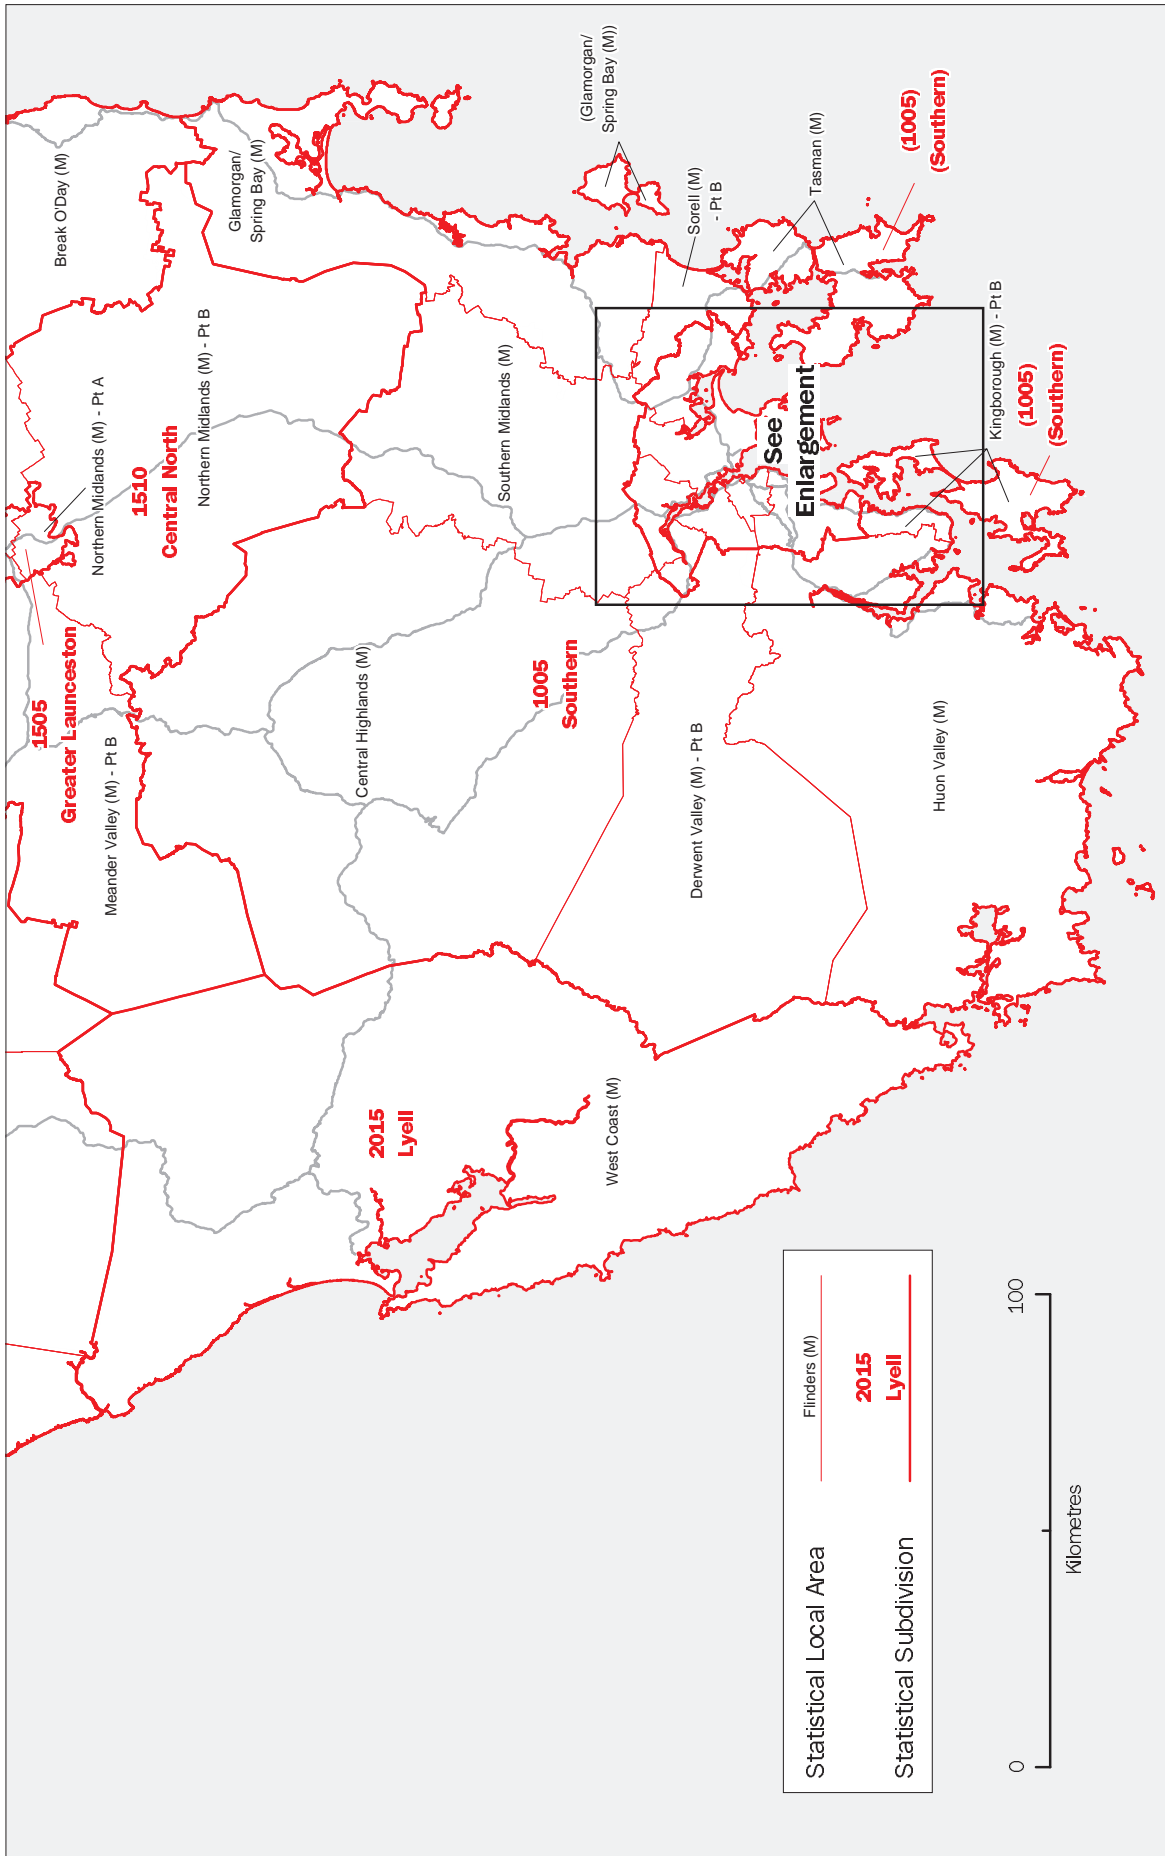 1505
Greater Launceston
Meander Valley (M) - Pt B
Northern Midlands (M) - Pt A
1510
Central North
Northern Midlands (M) - Pt B
Break O'Day (M)
Glamorgan/
Spring Bay (M)
2015
Lyell
Central Highlands (M)
Southern Midlands (M)
1005
Southern
West Coast (M)
(Glamorgan/
Spring Bay (M))
Derwent Valley (M) - Pt B
Sorell (M)
- Pt B
See
Enlargement
Tasman (M)
(1005)
(Southern)
Huon Valley (M)
Kingborough (M) - Pt B
(1005)
(Southern)
Statistical Local Area
Flinders (M)
Statistical Subdivision
2015
Lyell
0
100
Kilometres